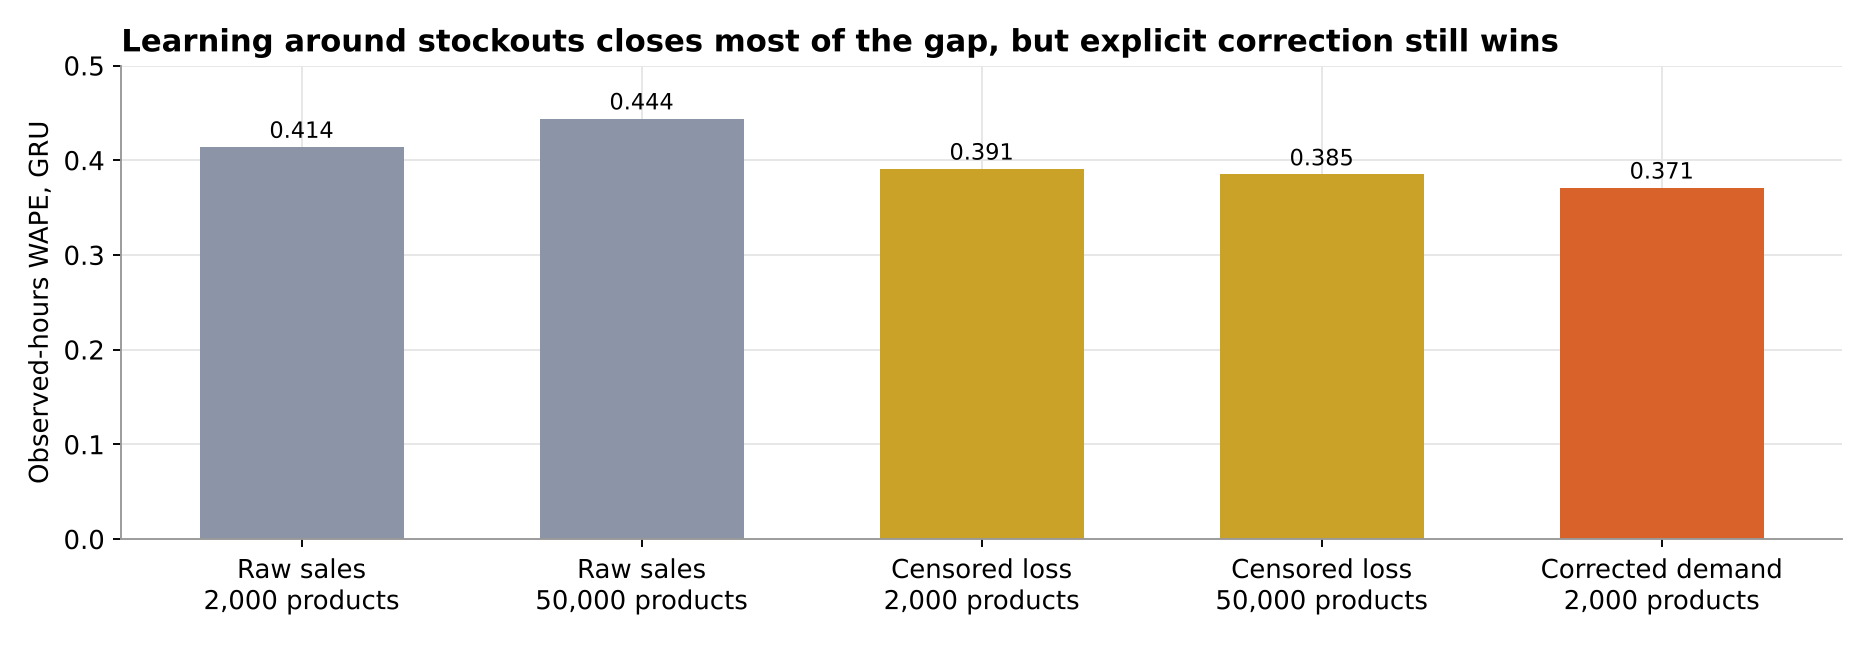 Learning around stockouts closes most of the gap, but explicit correction still wins
Observed-hours WAPE, GRU
0.5
0.4
0.3
0.2
0.1
0.0
0.414
0.444
0.391
0.385
0.371
Raw sales
2,000 products
Raw sales
50,000 products
Censored loss
2,000 products
Censored loss
50,000 products
Corrected demand
2,000 products